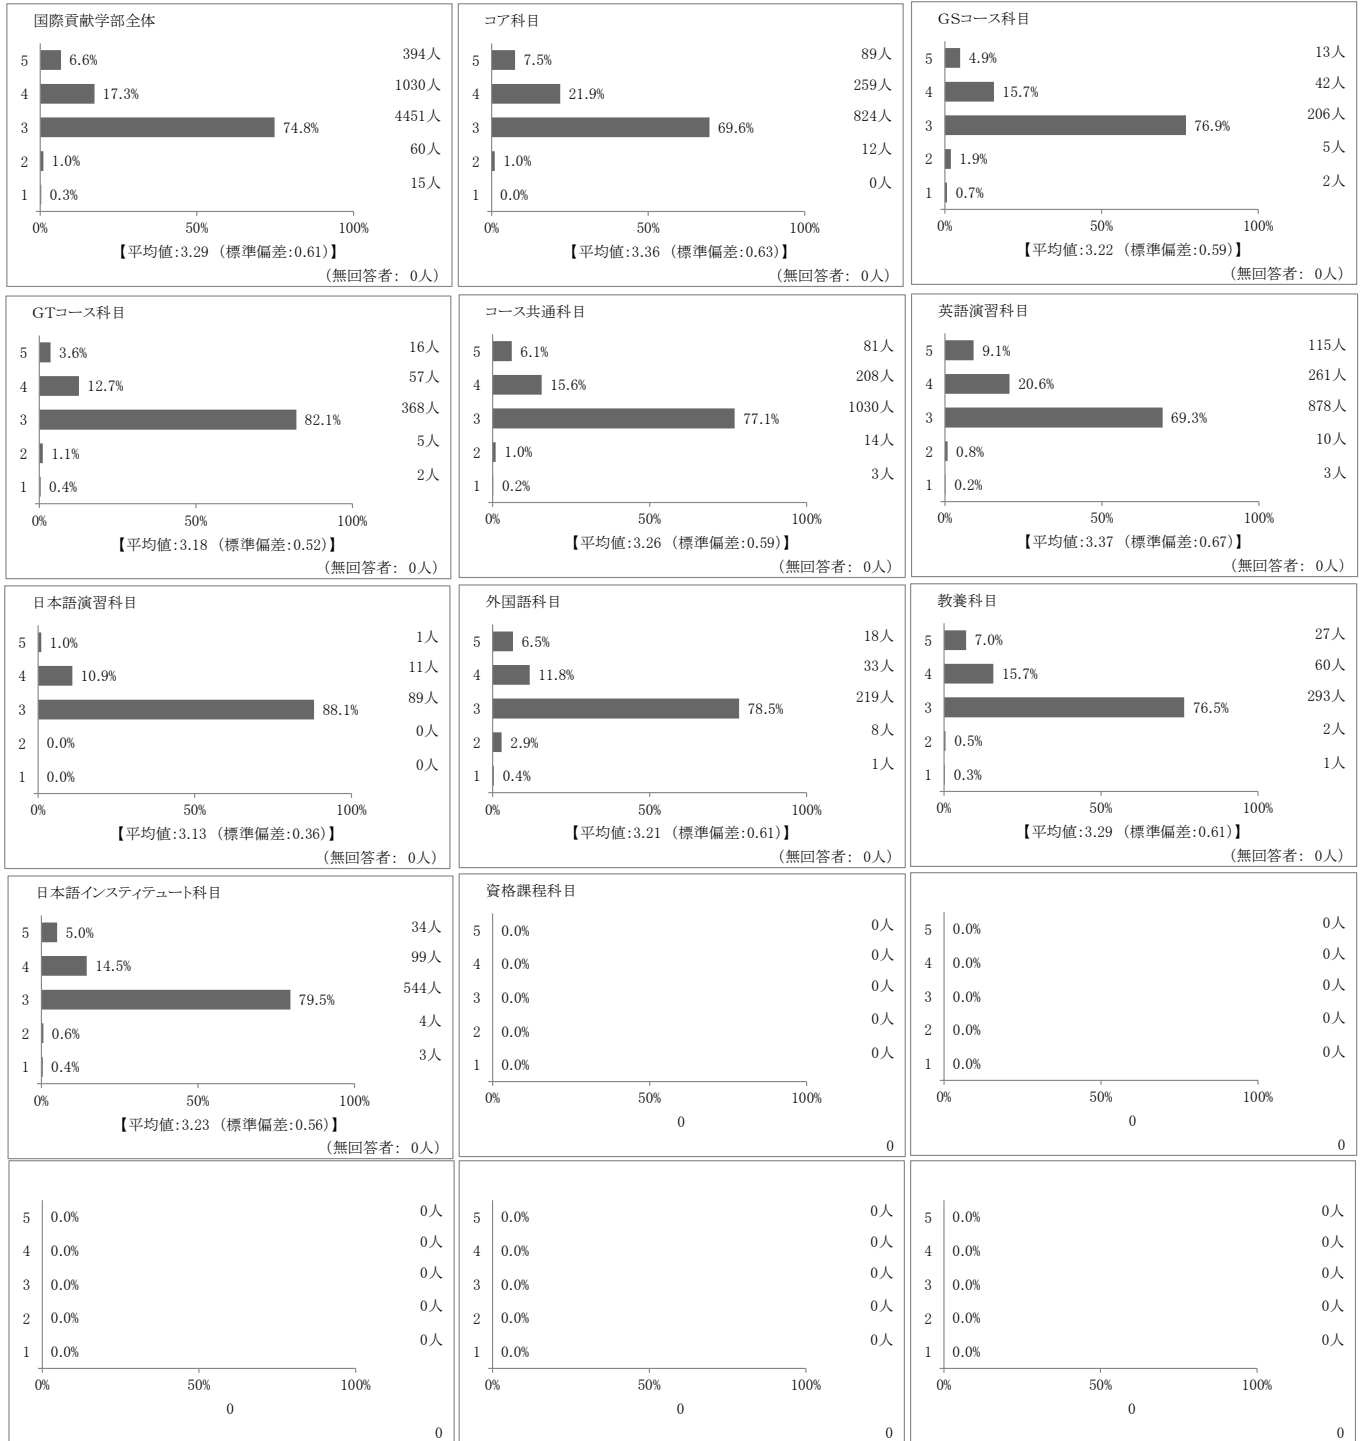 国際貢献学部全体
5 6.6% 394人
4 17.3% 1030人
3 74.8% 4451人
2 1.0% 60人
1 0.3% 15人
0% 50% 100%
【平均値:3.29 (標準偏差:0.61)】
(無回答者: 0人)
コア科目
5 7.5% 89人
4 21.9% 259人
3 69.6% 824人
2 1.0% 12人
1 0.0% 0人
0% 50% 100%
【平均値:3.36 (標準偏差:0.63)】
(無回答者: 0人)
GSコース科目
5 4.9% 13人
4 15.7% 42人
3 76.9% 206人
2 1.9% 5人
1 0.7% 2人
0% 50% 100%
【平均値:3.22 (標準偏差:0.59)】
(無回答者: 0人)
GTコース科目
5 3.6% 16人
4 12.7% 57人
3 82.1% 368人
2 1.1% 5人
1 0.4% 2人
0% 50% 100%
【平均値:3.18 (標準偏差:0.52)】
(無回答者: 0人)
コース共通科目
5 6.1% 81人
4 15.6% 208人
3 77.1% 1030人
2 1.0% 14人
1 0.2% 3人
0% 50% 100%
【平均値:3.26 (標準偏差:0.59)】
(無回答者: 0人)
英語演習科目
5 9.1% 115人
4 20.6% 261人
3 69.3% 878人
2 0.8% 10人
1 0.2% 3人
0% 50% 100%
【平均値:3.37 (標準偏差:0.67)】
(無回答者: 0人)
日本語演習科目
5 1.0% 1人
4 10.9% 11人
3 88.1% 89人
2 0.0% 0人
1 0.0% 0人
0% 50% 100%
【平均値:3.13 (標準偏差:0.36)】
(無回答者: 0人)
外国語科目
5 6.5% 18人
4 11.8% 33人
3 78.5% 219人
2 2.9% 8人
1 0.4% 1人
0% 50% 100%
【平均値:3.21 (標準偏差:0.61)】
(無回答者: 0人)
教養科目
5 7.0% 27人
4 15.7% 60人
3 76.5% 293人
2 0.5% 2人
1 0.3% 1人
0% 50% 100%
【平均値:3.29 (標準偏差:0.61)】
(無回答者: 0人)
日本語インスティテュート科目
5 5.0% 34人
4 14.5% 99人
3 79.5% 544人
2 0.6% 4人
1 0.4% 3人
0% 50% 100%
【平均値:3.23 (標準偏差:0.56)】
(無回答者: 0人)
資格課程科目
5 0.0% 0人
4 0.0% 0人
3 0.0% 0人
2 0.0% 0人
1 0.0% 0人
0% 50% 100%
0
0
5 0.0% 0人
4 0.0% 0人
3 0.0% 0人
2 0.0% 0人
1 0.0% 0人
0% 50% 100%
0
0
5 0.0% 0人
4 0.0% 0人
3 0.0% 0人
2 0.0% 0人
1 0.0% 0人
0% 50% 100%
0
0
5 0.0% 0人
4 0.0% 0人
3 0.0% 0人
2 0.0% 0人
1 0.0% 0人
0% 50% 100%
0
0
5 0.0% 0人
4 0.0% 0人
3 0.0% 0人
2 0.0% 0人
1 0.0% 0人
0% 50% 100%
0
0